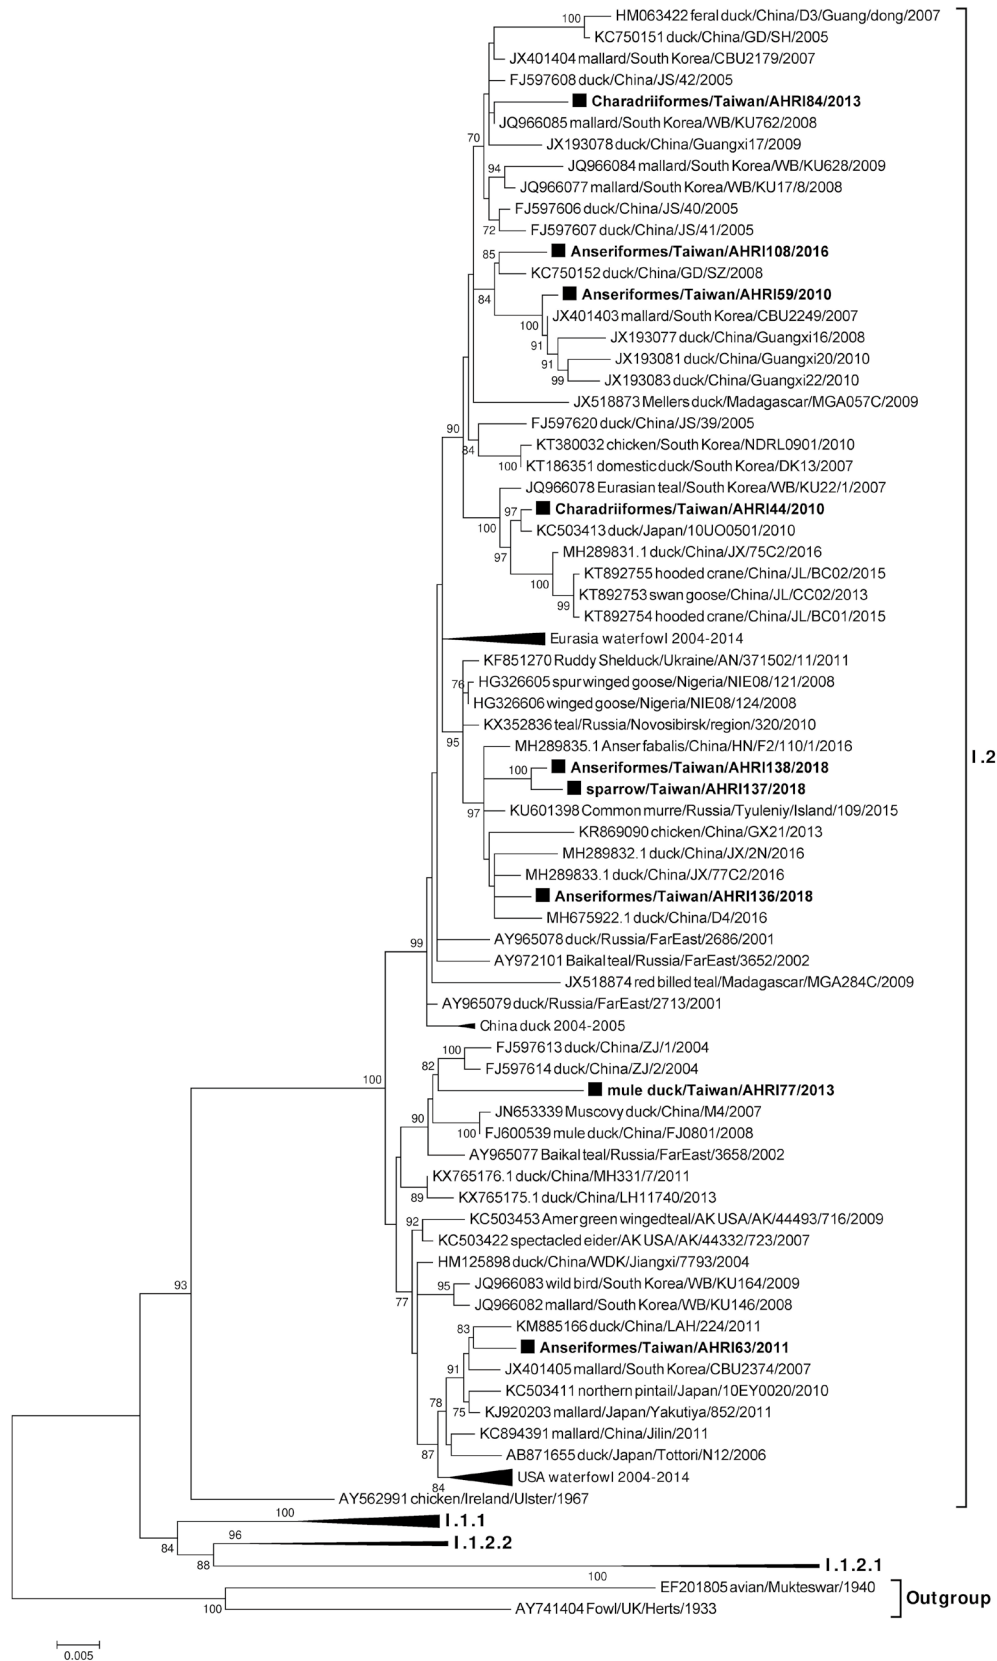 100
HM063422 feral duck/China/D3/Guang/dong/2007
KC750151 duck/China/GD/SH/2005
JX401404 mallard/South Korea/CBU2179/2007
FJ597608 duck/China/JS/42/2005
Charadriiformes/Taiwan/AHRI84/2013
JQ966085 mallard/South Korea/WB/KU762/2008
70
JX193078 duck/China/Guangxi17/2009
94
JQ966084 mallard/South Korea/WB/KU628/2009
JQ966077 mallard/South Korea/WB/KU17/8/2008
FJ597606 duck/China/JS/40/2005
72
FJ597607 duck/China/JS/41/2005
85
Anseriformes/Taiwan/AHRI108/2016
KC750152 duck/China/GD/SZ/2008
84
Anseriformes/Taiwan/AHRI59/2010
100
JX401403 mallard/South Korea/CBU2249/2007
91
JX193077 duck/China/Guangxi16/2008
91
JX193081 duck/China/Guangxi20/2010
99
JX193083 duck/China/Guangxi22/2010
JX518873 Mellers duck/Madagascar/MGA057C/2009
90
FJ597620 duck/China/JS/39/2005
84
KT380032 chicken/South Korea/NDRL0901/2010
100
KT186351 domestic duck/South Korea/DK13/2007
JQ966078 Eurasian teal/South Korea/WB/KU22/1/2007
97
Charadriiformes/Taiwan/AHRI44/2010
100
KC503413 duck/Japan/10UO0501/2010
97
MH289831.1 duck/China/JX/75C2/2016
100
KT892755 hooded crane/China/JL/BC02/2015
KT892753 swan goose/China/JL/CC02/2013
99
KT892754 hooded crane/China/JL/BC01/2015
Eurasia waterfowl 2004-2014
KF851270 Ruddy Shelduck/Ukraine/AN/371502/11/2011
76
HG326605 spur winged goose/Nigeria/NIE08/121/2008
HG326606 winged goose/Nigeria/NIE08/124/2008
KX352836 teal/Russia/Novosibirsk/region/320/2010
95
MH289835.1 Anser fabalis/China/HN/F2/110/1/2016
I.2
100
Anseriformes/Taiwan/AHRI138/2018
sparrow/Taiwan/AHRI137/2018
97
KU601398 Common murre/Russia/Tyuleniy/Island/109/2015
KR869090 chicken/China/GX21/2013
MH289832.1 duck/China/JX/2N/2016
MH289833.1 duck/China/JX/77C2/2016
Anseriformes/Taiwan/AHRI136/2018
MH675922.1 duck/China/D4/2016
99
AY965078 duck/Russia/FarEast/2686/2001
AY972101 Baikal teal/Russia/FarEast/3652/2002
JX518874 red billed teal/Madagascar/MGA284C/2009
AY965079 duck/Russia/FarEast/2713/2001
China duck 2004-2005
100
FJ597613 duck/China/ZJ/1/2004
82
FJ597614 duck/China/ZJ/2/2004
100
mule duck/Taiwan/AHRI77/2013
90
JN653339 Muscovy duck/China/M4/2007
100
FJ600539 mule duck/China/FJ0801/2008
AY965077 Baikal teal/Russia/FarEast/3658/2002
KX765176.1 duck/China/MH331/7/2011
89
KX765175.1 duck/China/LH11740/2013
92
KC503453 Amer green wingedteal/AK USA/AK/44493/716/2009
KC503422 spectacled eider/AK USA/AK/44332/723/2007
HM125898 duck/China/WDK/Jiangxi/7793/2004
93
95
JQ966083 wild bird/South Korea/WB/KU164/2009
77
JQ966082 mallard/South Korea/WB/KU146/2008
83
KM885166 duck/China/LAH/224/2011
Anseriformes/Taiwan/AHRI63/2011
91
JX401405 mallard/South Korea/CBU2374/2007
KC503411 northern pintail/Japan/10EY0020/2010
78
75
KJ920203 mallard/Japan/Yakutiya/852/2011
KC894391 mallard/China/Jilin/2011
87
AB871655 duck/Japan/Tottori/N12/2006
84
USA waterfowl 2004-2014
AY562991 chicken/Ireland/Ulster/1967
100
I.1.1
84
96
I.1.2.2
88
I.1.2.1
100
EF201805 avian/Mukteswar/1940
Outgroup
100
AY741404 Fowl/UK/Herts/1933
0.005